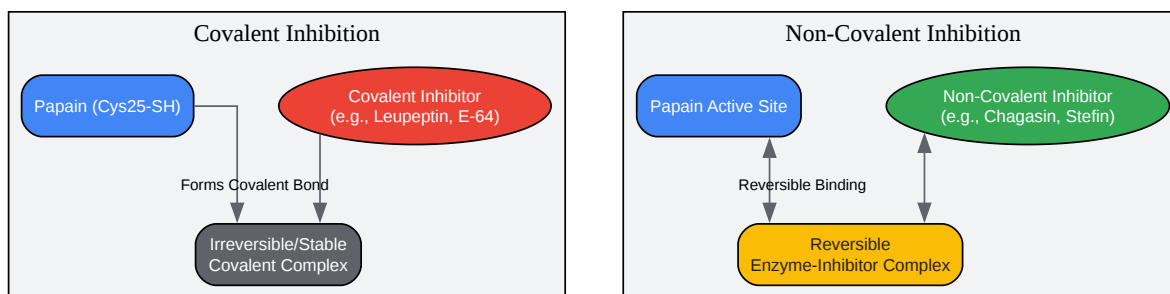 Covalent Inhibition
Papain (Cys25-SH)
Covalent Inhibitor
(e.g., Leupeptin, E-64)
Forms Covalent Bond
Irreversible/Stable
Covalent Complex
Non-Covalent Inhibition
Papain Active Site
Non-Covalent Inhibitor
(e.g., Chagasin, Stefin)
Reversible Binding
Reversible
Enzyme-Inhibitor Complex